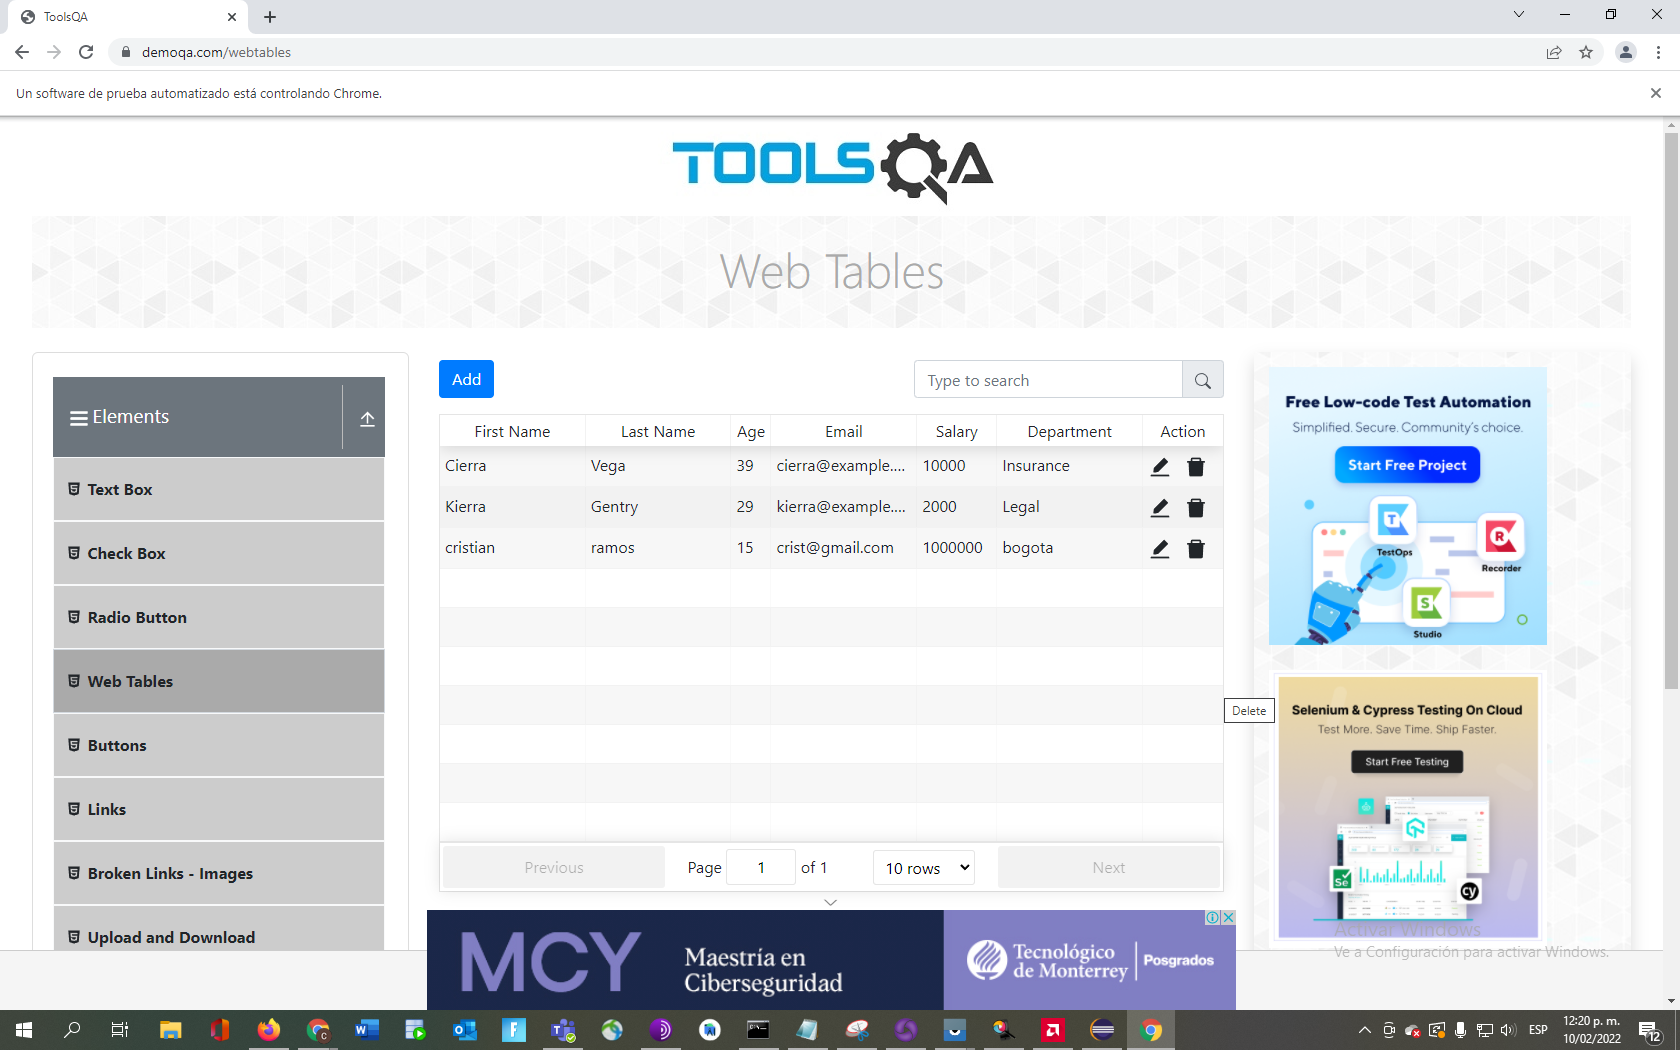 ToolsQA
demoqa.com/webtables
Un software de prueba automatizado está controlando Chrome.
TOOLSQA
Web Tables
Elements
Text Box
Check Box
Radio Button
Web Tables
Buttons
Links
Broken Links - Images
Upload and Download
Add
Type to search
First Name Last Name Age Email Salary Department Action
Cierra Vega 39 cierra@example.... 10000 Insurance
Kierra Gentry 29 kierra@example.... 2000 Legal
cristian ramos 15 crist@gmail.com 1000000 bogota
Previous Page 1 of 1 10 rows Next
Delete
Free Low-code Test Automation
Simplified. Secure. Community's choice.
Start Free Project
TestOps
Recorder
Studio
Selenium & Cypress Testing On Cloud
Test More. Save Time. Ship Faster.
Start Free Testing
Se
cy
MCY
Maestría en
Ciberseguridad
Tecnológico
de Monterrey
Posgrados
Activar Windows
Ve a Configuración para activar Windows.
ESP
12:20 p. m.
10/02/2022
12